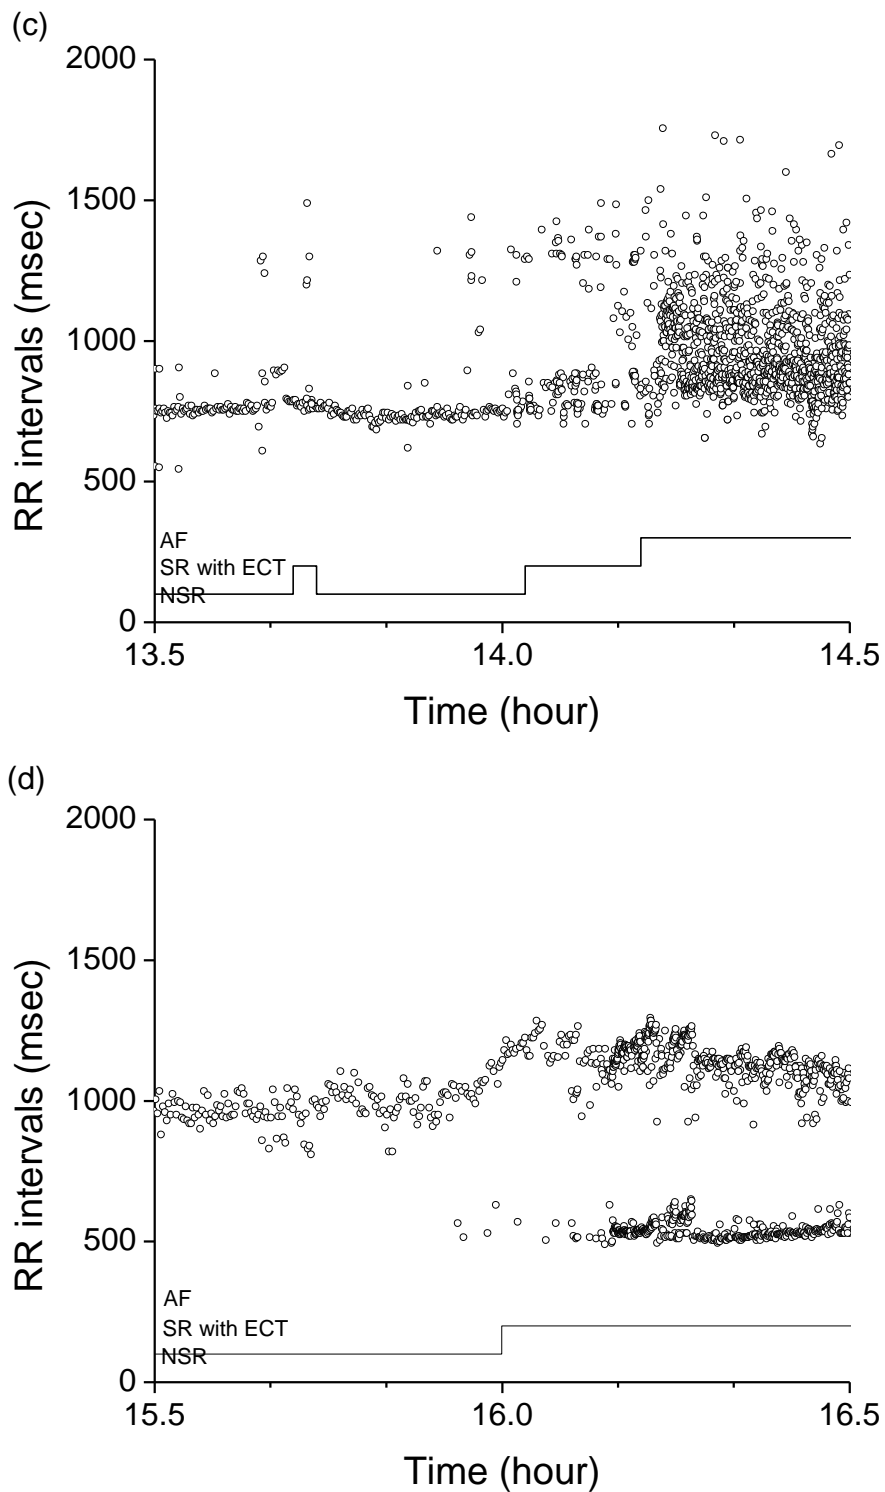 (c)
2000
1500
1000
500
0
RR intervals (msec)
AF
SR with ECT
NSR
13.5 14.0 14.5
Time (hour)
(d)
2000
1500
1000
500
0
RR intervals (msec)
AF
SR with ECT
NSR
15.5 16.0 16.5
Time (hour)